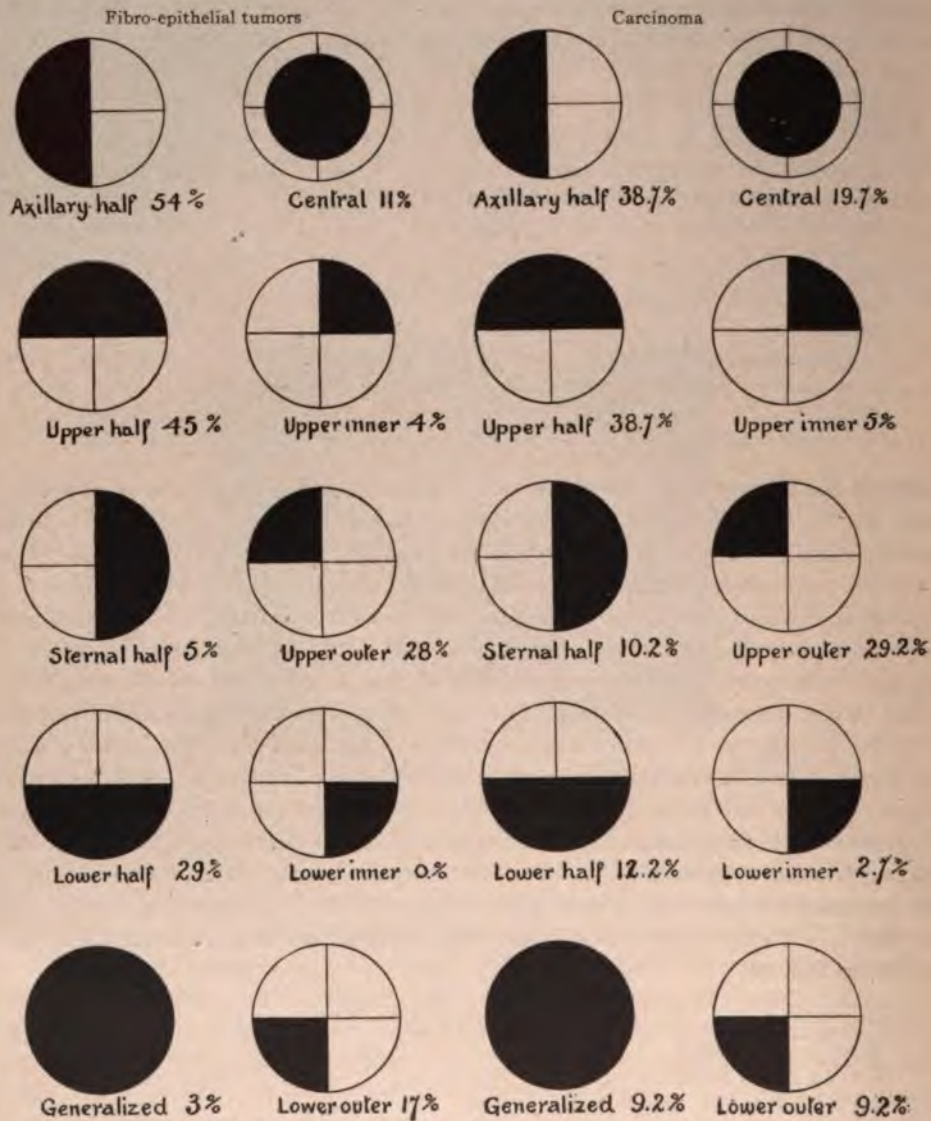 Fibro-epithelial tumors Carcinoma
Axillary half 54% Central 11% Axillary half 38.7% Central 19.7%
Upper half 45% Upper inner 4% Upper half 38.7% Upper inner 5%
Sternal half 5% Upper outer 28% Sternal half 10.2% Upper outer 29.2%
Lower half 29% Lower inner 0.% Lower half 12.2% Lower inner 2.7%
Generalized 3% Lower outer 17% Generalized 9.2% Lower outer 9.2%